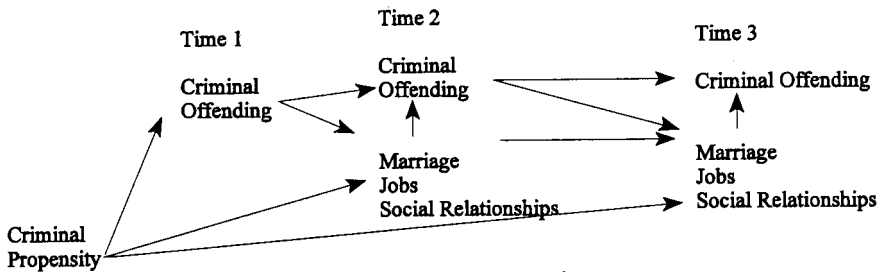 Time 1
Time 2
Time 3
Criminal
Offending
Criminal
Offending
Criminal Offending
Marriage
Jobs
Social Relationships
Marriage
Jobs
Social Relationships
Criminal
Propensity